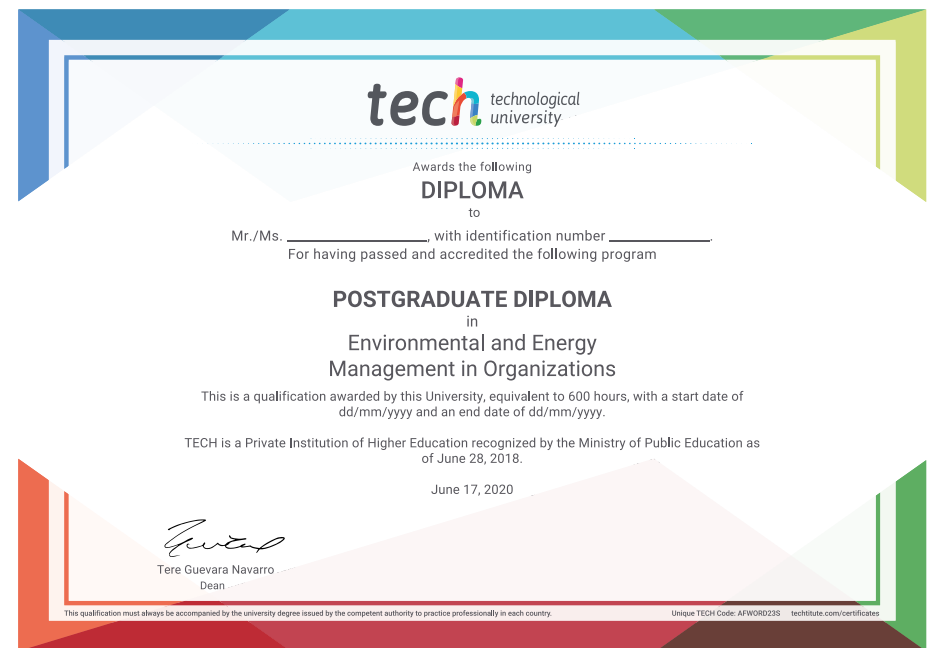 tech technological
university
Awards the following
DIPLOMA
to
Mr./Ms. ____________, with identification number ____________.
For having passed and accredited the following program
POSTGRADUATE DIPLOMA
in
Environmental and Energy
Management in Organizations
This is a qualification awarded by this University, equivalent to 600 hours, with a start date of
dd/mm/yyyy and an end date of dd/mm/yyyy.
TECH is a Private Institution of Higher Education recognized by the Ministry of Public Education as
of June 28, 2018.
June 17, 2020
Tere Guevara Navarro
Dean
This qualification must always be accompanied by the university degree issued by the competent authority to practice professionally in each country. Unique TECH Code: AFWORD23S techtitute.com/certificates